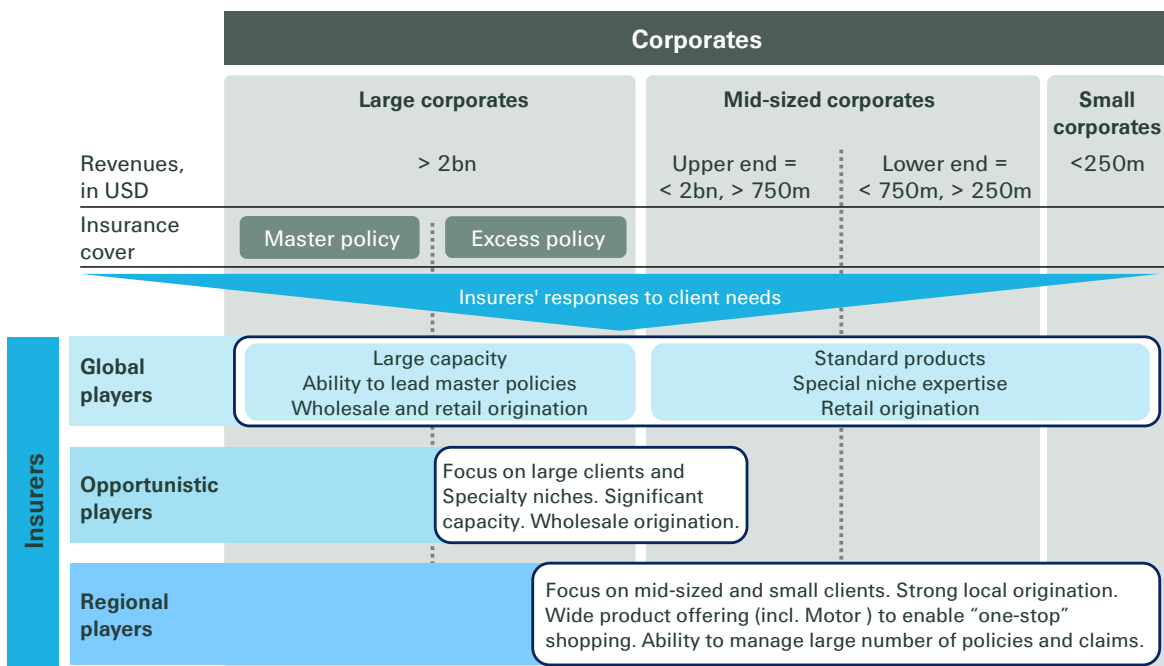 Corporates
Large corporates
Mid-sized corporates
Small
corporates
Revenues,
in USD
> 2bn
Upper end =
< 2bn, > 750m
Lower end =
< 750m, > 250m
<250m
Insurance
cover
Master policy
Excess policy
Insurers' responses to client needs
Insurers
Global
players
Large capacity
Ability to lead master policies
Wholesale and retail origination
Standard products
Special niche expertise
Retail origination
Opportunistic
players
Focus on large clients and
Specialty niches. Significant
capacity. Wholesale origination.
Regional
players
Focus on mid-sized and small clients. Strong local origination.
Wide product offering (incl. Motor ) to enable “one-stop”
shopping. Ability to manage large number of policies and claims.